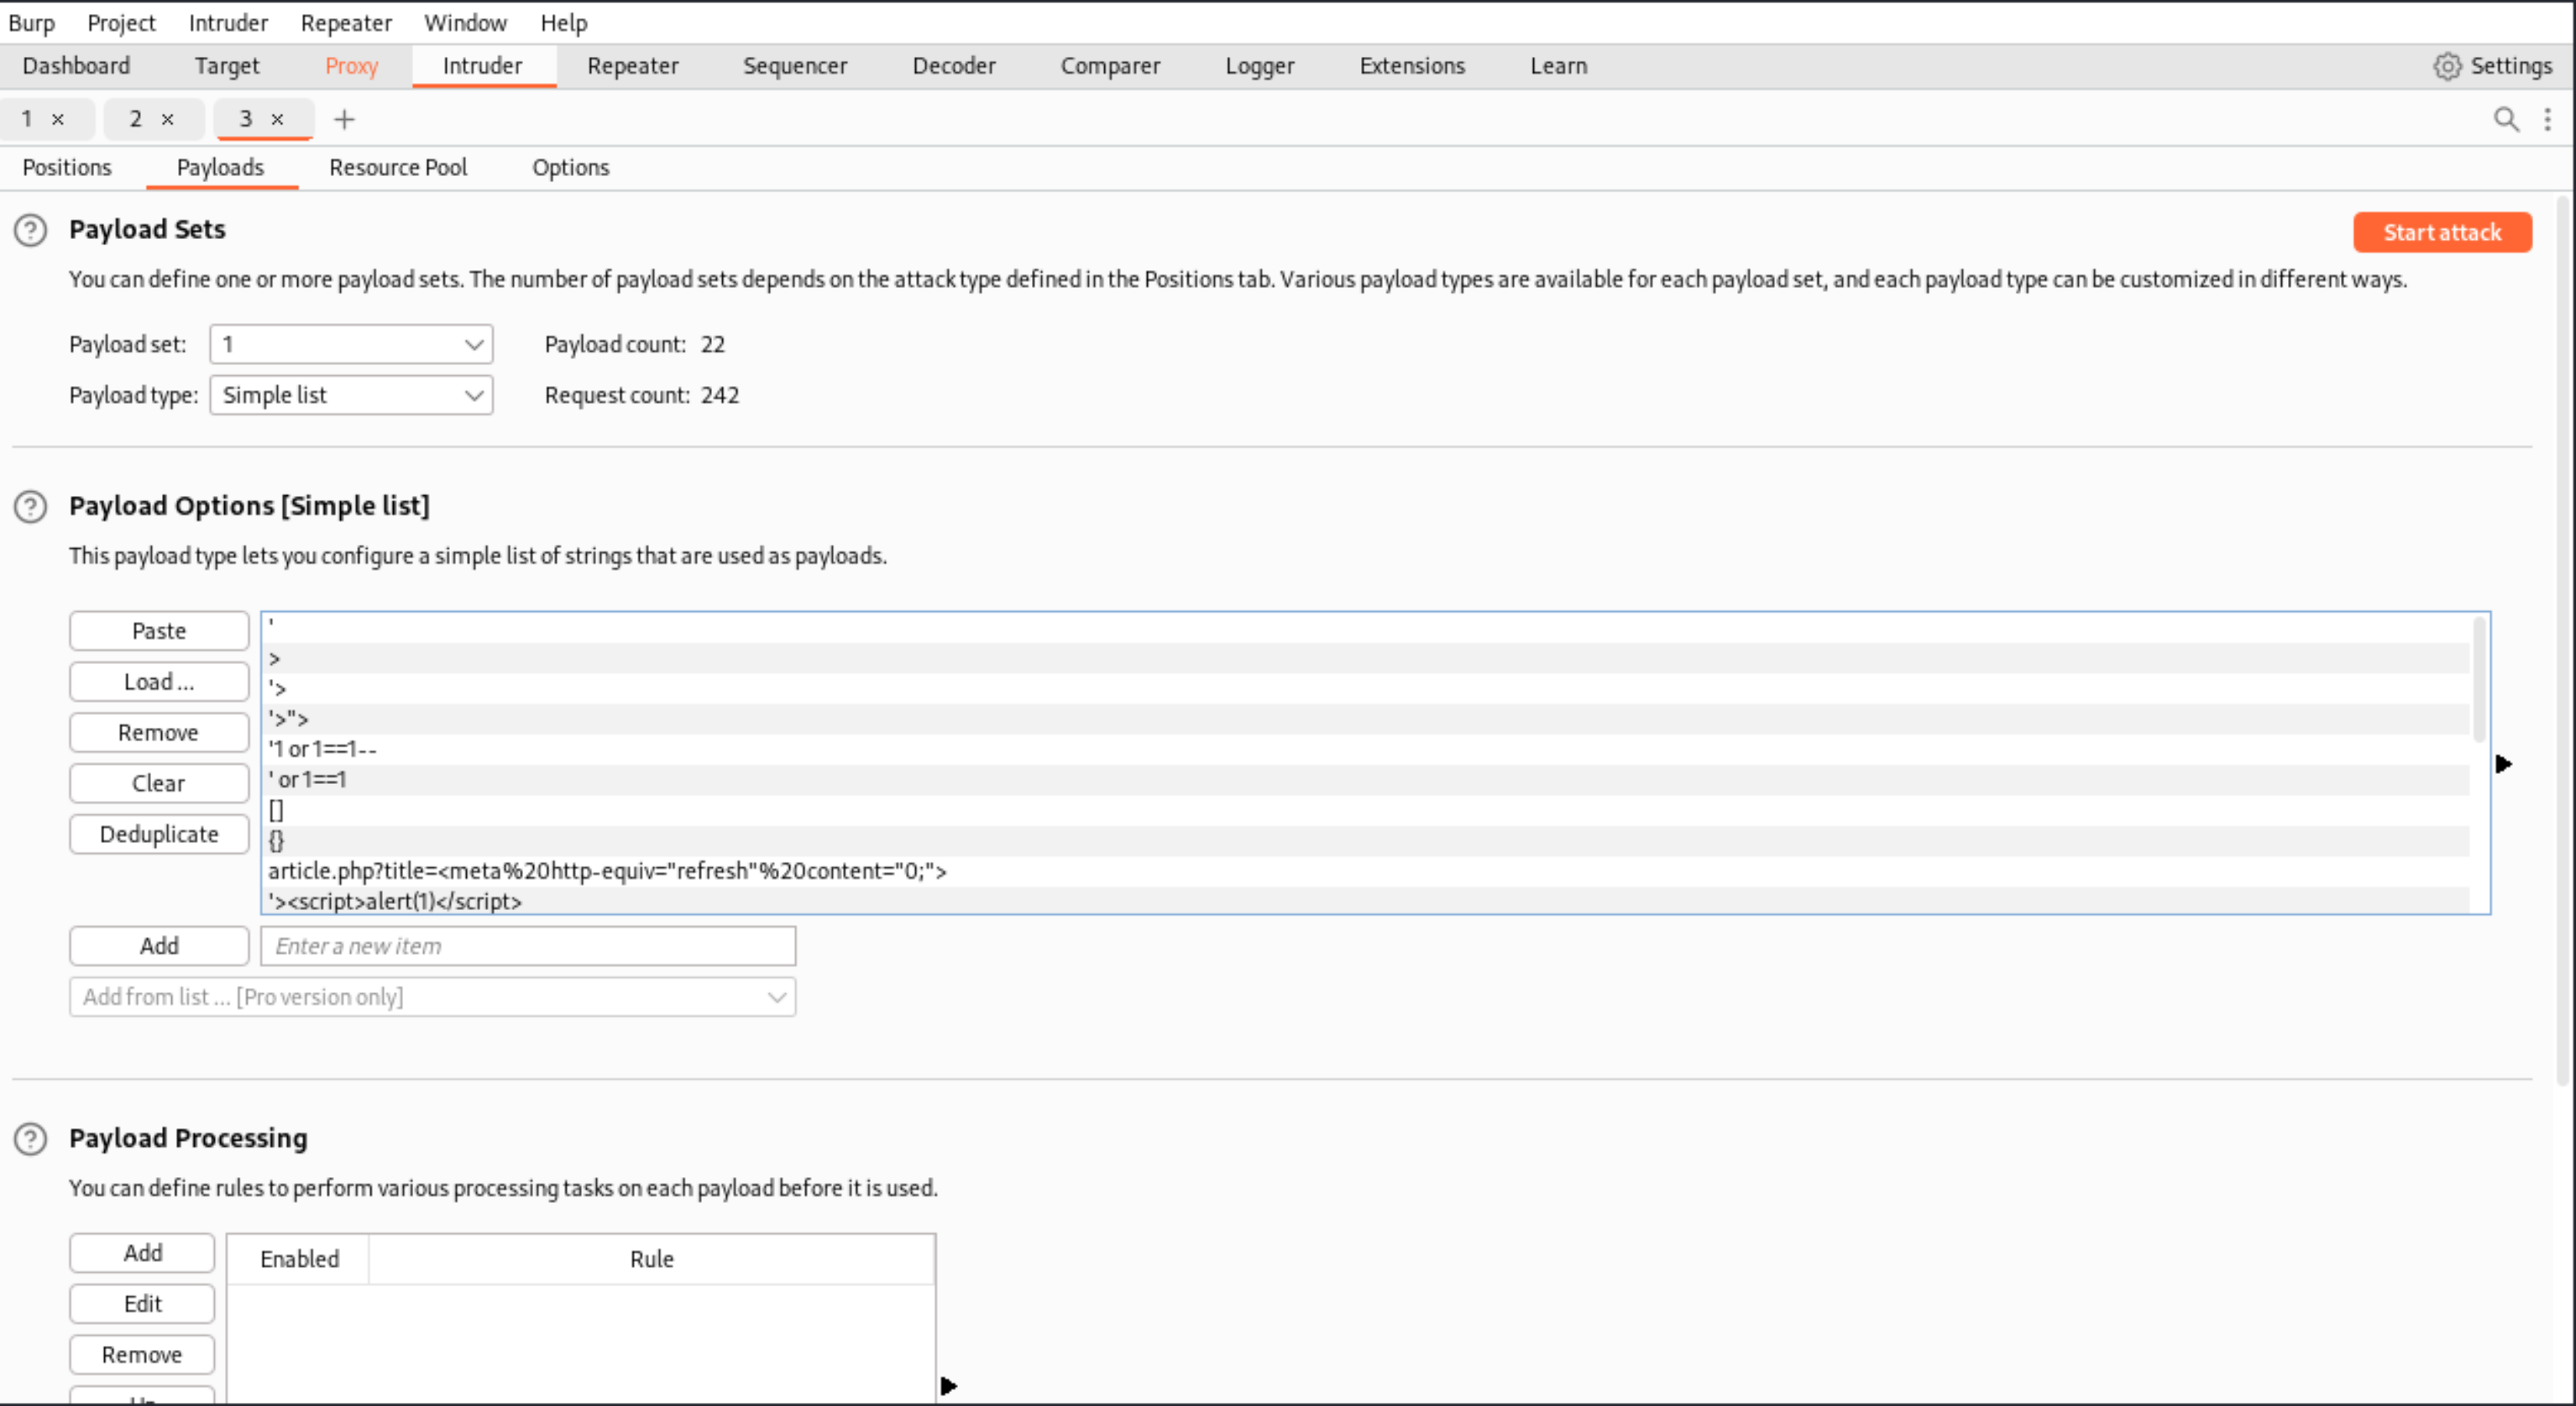 Burp Project Intruder Repeater Window Help
Dashboard Target Proxy Intruder Repeater Sequencer Decoder Comparer Logger Extensions Learn Settings
1 × 2 × 3 × +
Positions Payloads Resource Pool Options
? Payload Sets
Start attack
You can define one or more payload sets. The number of payload sets depends on the attack type defined in the Positions tab. Various payload types are available for each payload set, and each payload type can be customized in different ways.
Payload set: 1 Payload count: 22
Payload type: Simple list Request count: 242
? Payload Options [Simple list]
This payload type lets you configure a simple list of strings that are used as payloads.
Paste
Load ...
Remove
Clear
Deduplicate
'
>
'>
'>">
'1 or 1==1--
' or 1==1
[]
{}
article.php?title=<meta%20http-equiv="refresh"%20content="0;">
'><script>alert(1)</script>
Add Enter a new item
Add from list ... [Pro version only]
? Payload Processing
You can define rules to perform various processing tasks on each payload before it is used.
Add
Edit
Remove
Enabled Rule